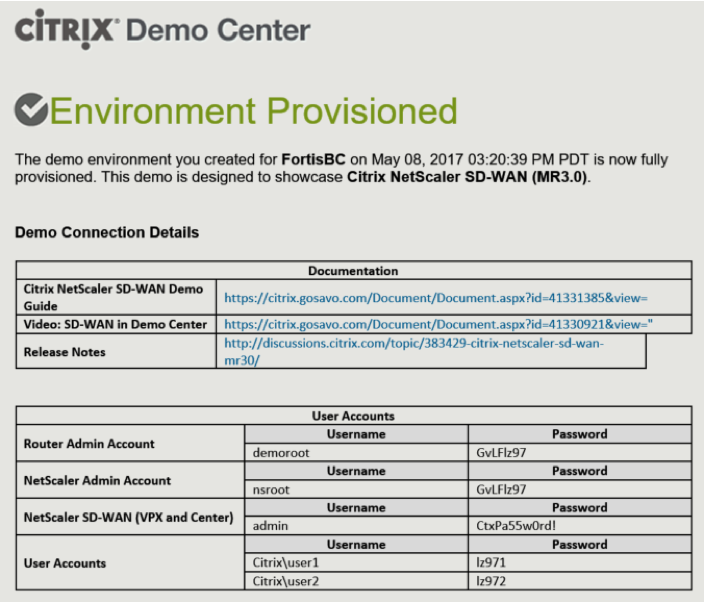 CİTRIX® Demo Center
Environment Provisioned
The demo environment you created for FortisBC on May 08, 2017 03:20:39 PM PDT is now fully
provisioned. This demo is designed to showcase Citrix NetScaler SD-WAN (MR3.0).
Demo Connection Details
Documentation
Citrix NetScaler SD-WAN Demo
Guide
https://citrix.gosavo.com/Document/Document.aspx?id=41331385&view=
Video: SD-WAN in Demo Center
https://citrix.gosavo.com/Document/Document.aspx?id=41330921&view="
Release Notes
http://discussions.citrix.com/topic/383429-citrix-netscaler-sd-wan-
mr30/
User Accounts
Router Admin Account
Username Password
demoroot GvLFlz97
NetScaler Admin Account
Username Password
nsroot GvLFlz97
NetScaler SD-WAN (VPX and Center)
Username Password
admin CtxPa55w0rd!
User Accounts
Username Password
Citrix\user1 lz971
Citrix\user2 lz972